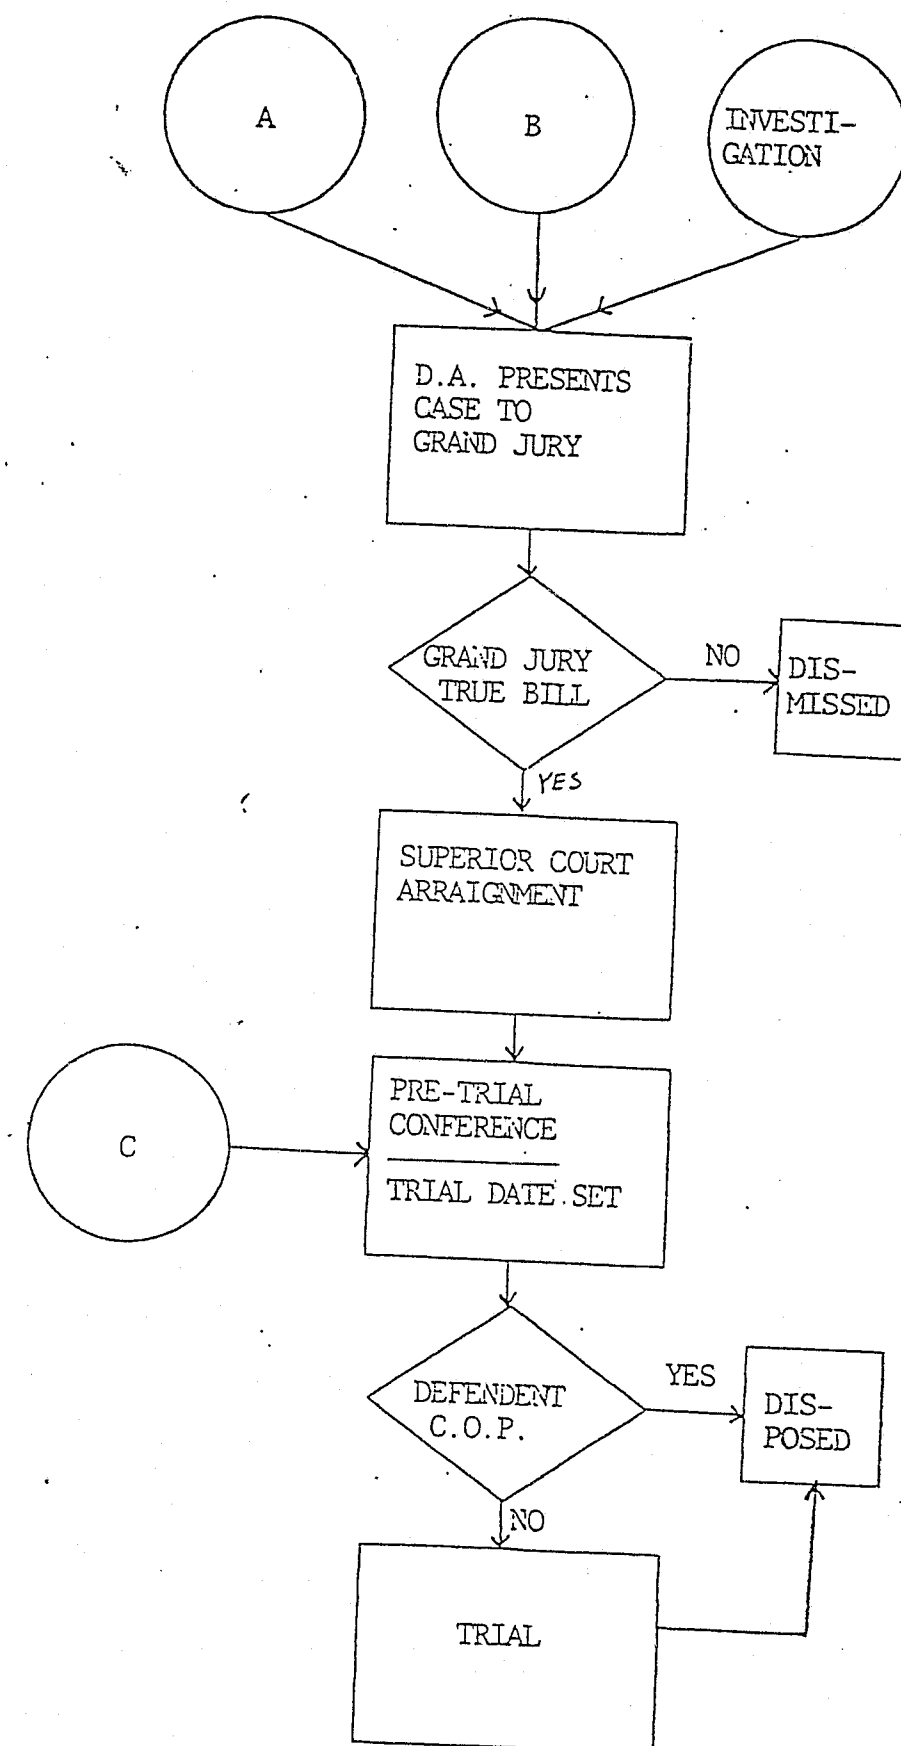 A
B
INVESTI-
GATION
D.A. PRESENTS
CASE TO
GRAND JURY
GRAND JURY
TRUE BILL
NO
DIS-
MISSED
YES
SUPERIOR COURT
ARRAIGNMENT
PRE-TRIAL
CONFERENCE
TRIAL DATE SET
C
DEFENDENT
C.O.P.
YES
DIS-
POSED
NO
TRIAL